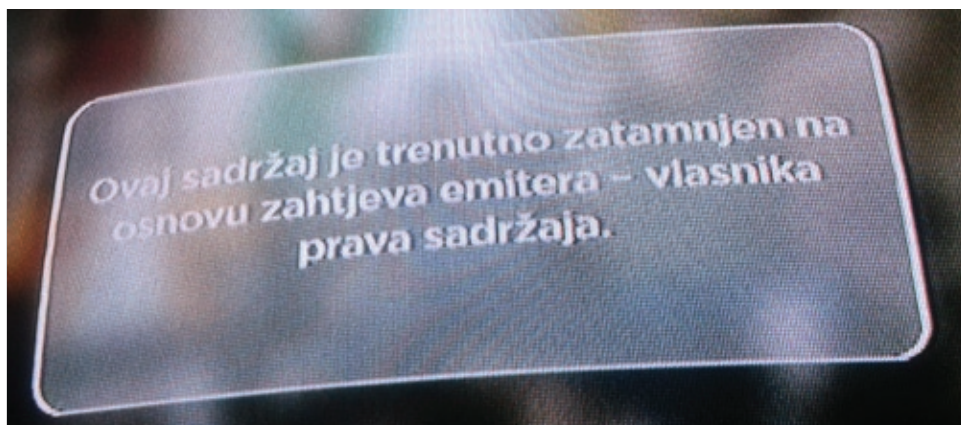 Ovaj sadržaj je trenutno zatamnjen na
osnovu zahtjeva emitera – vlasnika
prava sadržaja.